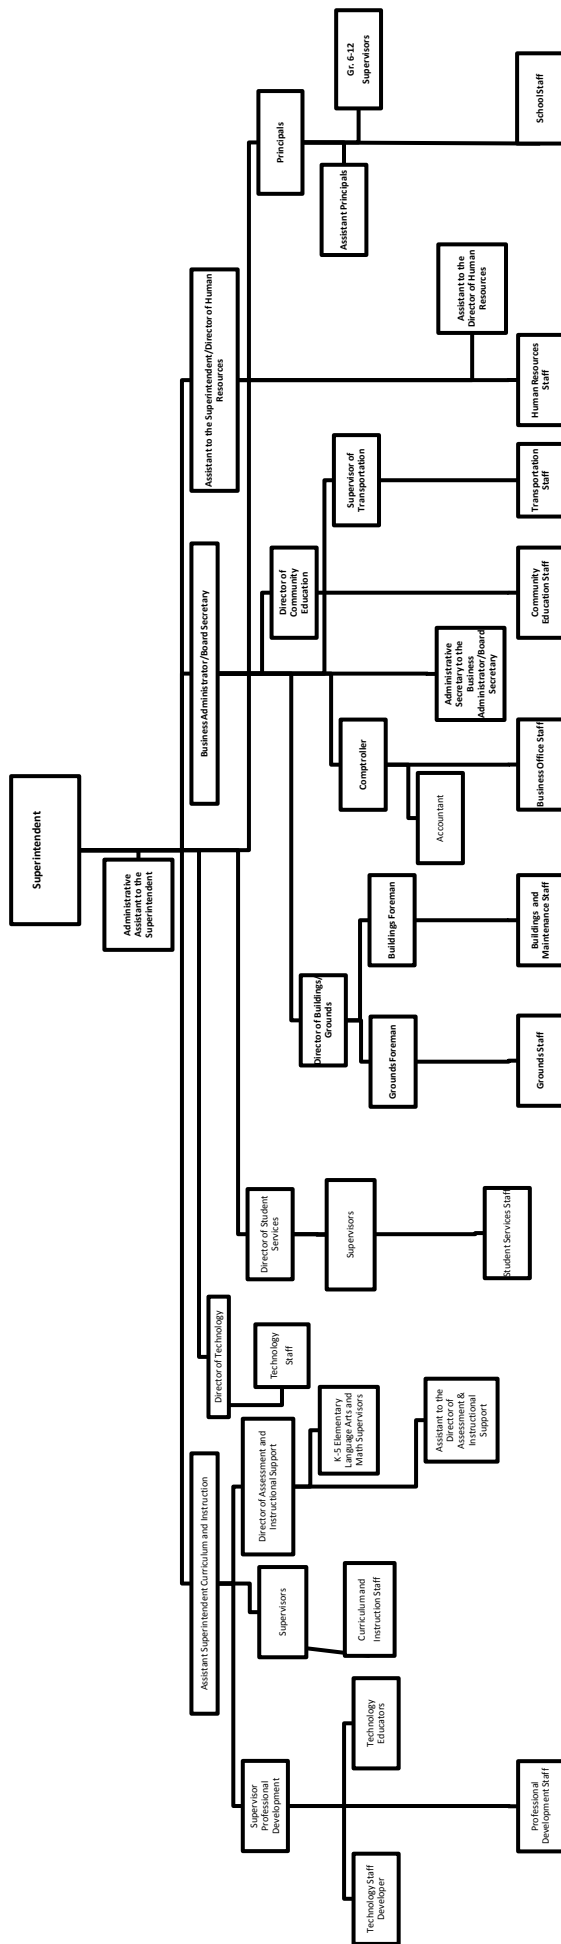 Superintendent
Administrative
Assistant to the
Superintendent
Assistant Superintendent Curriculum and Instruction
Director of Technology
Director of Student
Services
Business Administrator/Board Secretary
Assistant to the Superintendent/Director of Human
Resources
Principals
Supervisor
Professional
Development
Supervisors
Director of Assessment and
Instructional Support
Technology
Staff
Supervisors
Director of Buildings/
Grounds
Comptroller
Director of
Community
Education
Supervisor of
Transportation
Assistant Principals
Gr. 6-12
Supervisors
Technology Staff
Developer
Technology
Educators
Curriculum and
Instruction Staff
K-5 Elementary
Language Arts and
Math Supervisors
Assistant to the
Director of
Assessment &
Instructional
Support
Grounds Foreman
Buildings Foreman
Accountant
Administrative
Secretary to the
Business
Administrator/Board
Secretary
Assistant to the
Director of Human
Resources
Professional
Development Staff
Student Services Staff
Grounds Staff
Buildings and
Maintenance Staff
Business Office Staff
Community
Education Staff
Transportation
Staff
Human Resources
Staff
School Staff